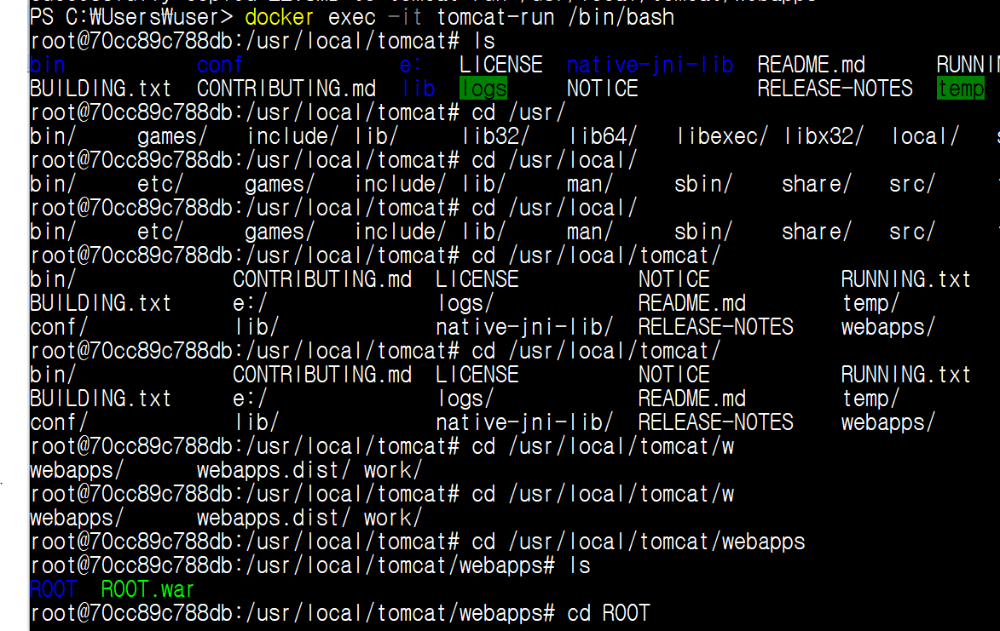 PS C:\Users\user> docker exec -it tomcat-run /bin/bash
root@70cc89c788db:/usr/local/tomcat# ls
bin conf e: LICENSE native-jni-lib README.md
BUILDING.txt CONTRIBUTING.md lib logs NOTICE RELEASE-NOTES temp
root@70cc89c788db:/usr/local/tomcat# cd /usr/
bin/ games/ include/ lib/ lib32/ lib64/ libexec/ libx32/ local/
root@70cc89c788db:/usr/local/tomcat# cd /usr/local/
bin/ etc/ games/ include/ lib/ man/ sbin/ share/ src/
root@70cc89c788db:/usr/local/tomcat# cd /usr/local/
bin/ etc/ games/ include/ lib/ man/ sbin/ share/ src/
root@70cc89c788db:/usr/local/tomcat# cd /usr/local/tomcat/
bin/ CONTRIBUTING.md LICENSE NOTICE RUNNING.txt
BUILDING.txt e:/ logs/ README.md temp/
conf/ lib/ native-jni-lib/ RELEASE-NOTES webapps/
root@70cc89c788db:/usr/local/tomcat# cd /usr/local/tomcat/
bin/ CONTRIBUTING.md LICENSE NOTICE RUNNING.txt
BUILDING.txt e:/ logs/ README.md temp/
conf/ lib/ native-jni-lib/ RELEASE-NOTES webapps/
root@70cc89c788db:/usr/local/tomcat# cd /usr/local/tomcat/w
webapps/ webapps.dist/ work/
root@70cc89c788db:/usr/local/tomcat# cd /usr/local/tomcat/w
webapps/ webapps.dist/ work/
root@70cc89c788db:/usr/local/tomcat# cd /usr/local/tomcat/webapps
root@70cc89c788db:/usr/local/tomcat/webapps# ls
ROOT ROOT.war
root@70cc89c788db:/usr/local/tomcat/webapps# cd ROOT